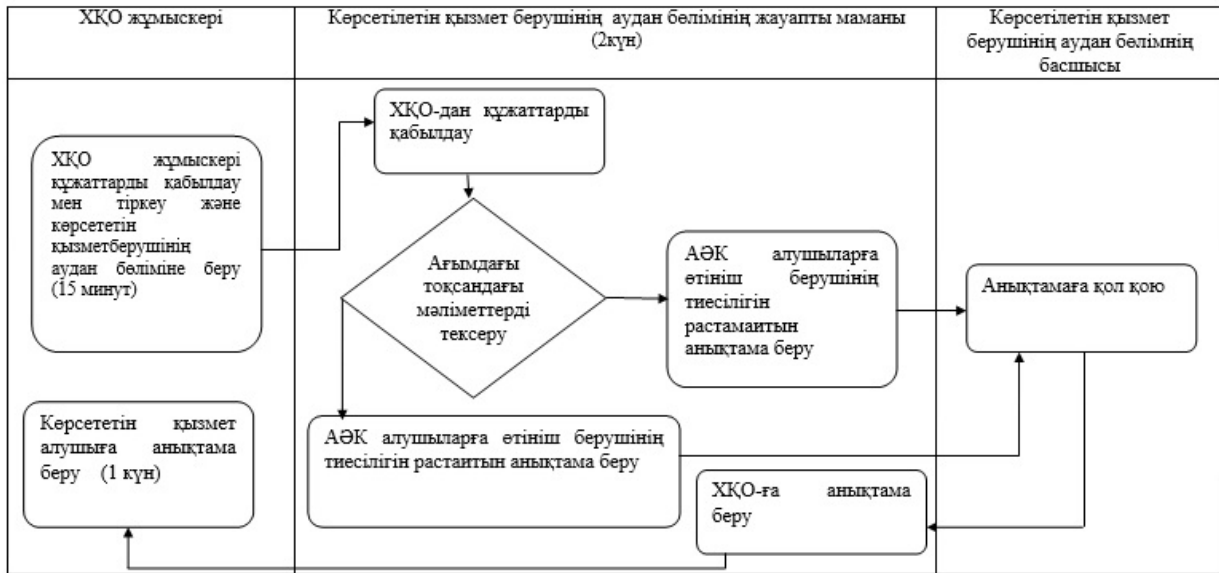 ХҚО жұмыскері
Көрсетілетін қызмет берушінің аудан бөлімінің жауапты маманы
(2күн)
Көрсетілетін қызмет
берушінің аудан бөлімнің
басшысы
ХҚО жұмыскері
құжаттарды қабылдау
мен тіркеу және
көрсететін
қызметберушінің
аудан бөліміне беру
(15 минут)
ХҚО-дан құжаттарды
қабылдау
Ағымдағы
тоқсандағы
мәліметтерді
тексеру
АӘК алушыларға
өтініш берушінің
тиесілігін
растамаитын
анықтама беру
Анықтамаға қол қою
АӘК алушыларға өтініш берушінің
тиесілігін растаитын анықтама беру
ХҚО-ға анықтама
беру
Көрсететін қызмет
алушыға анықтама
беру (1 күн)